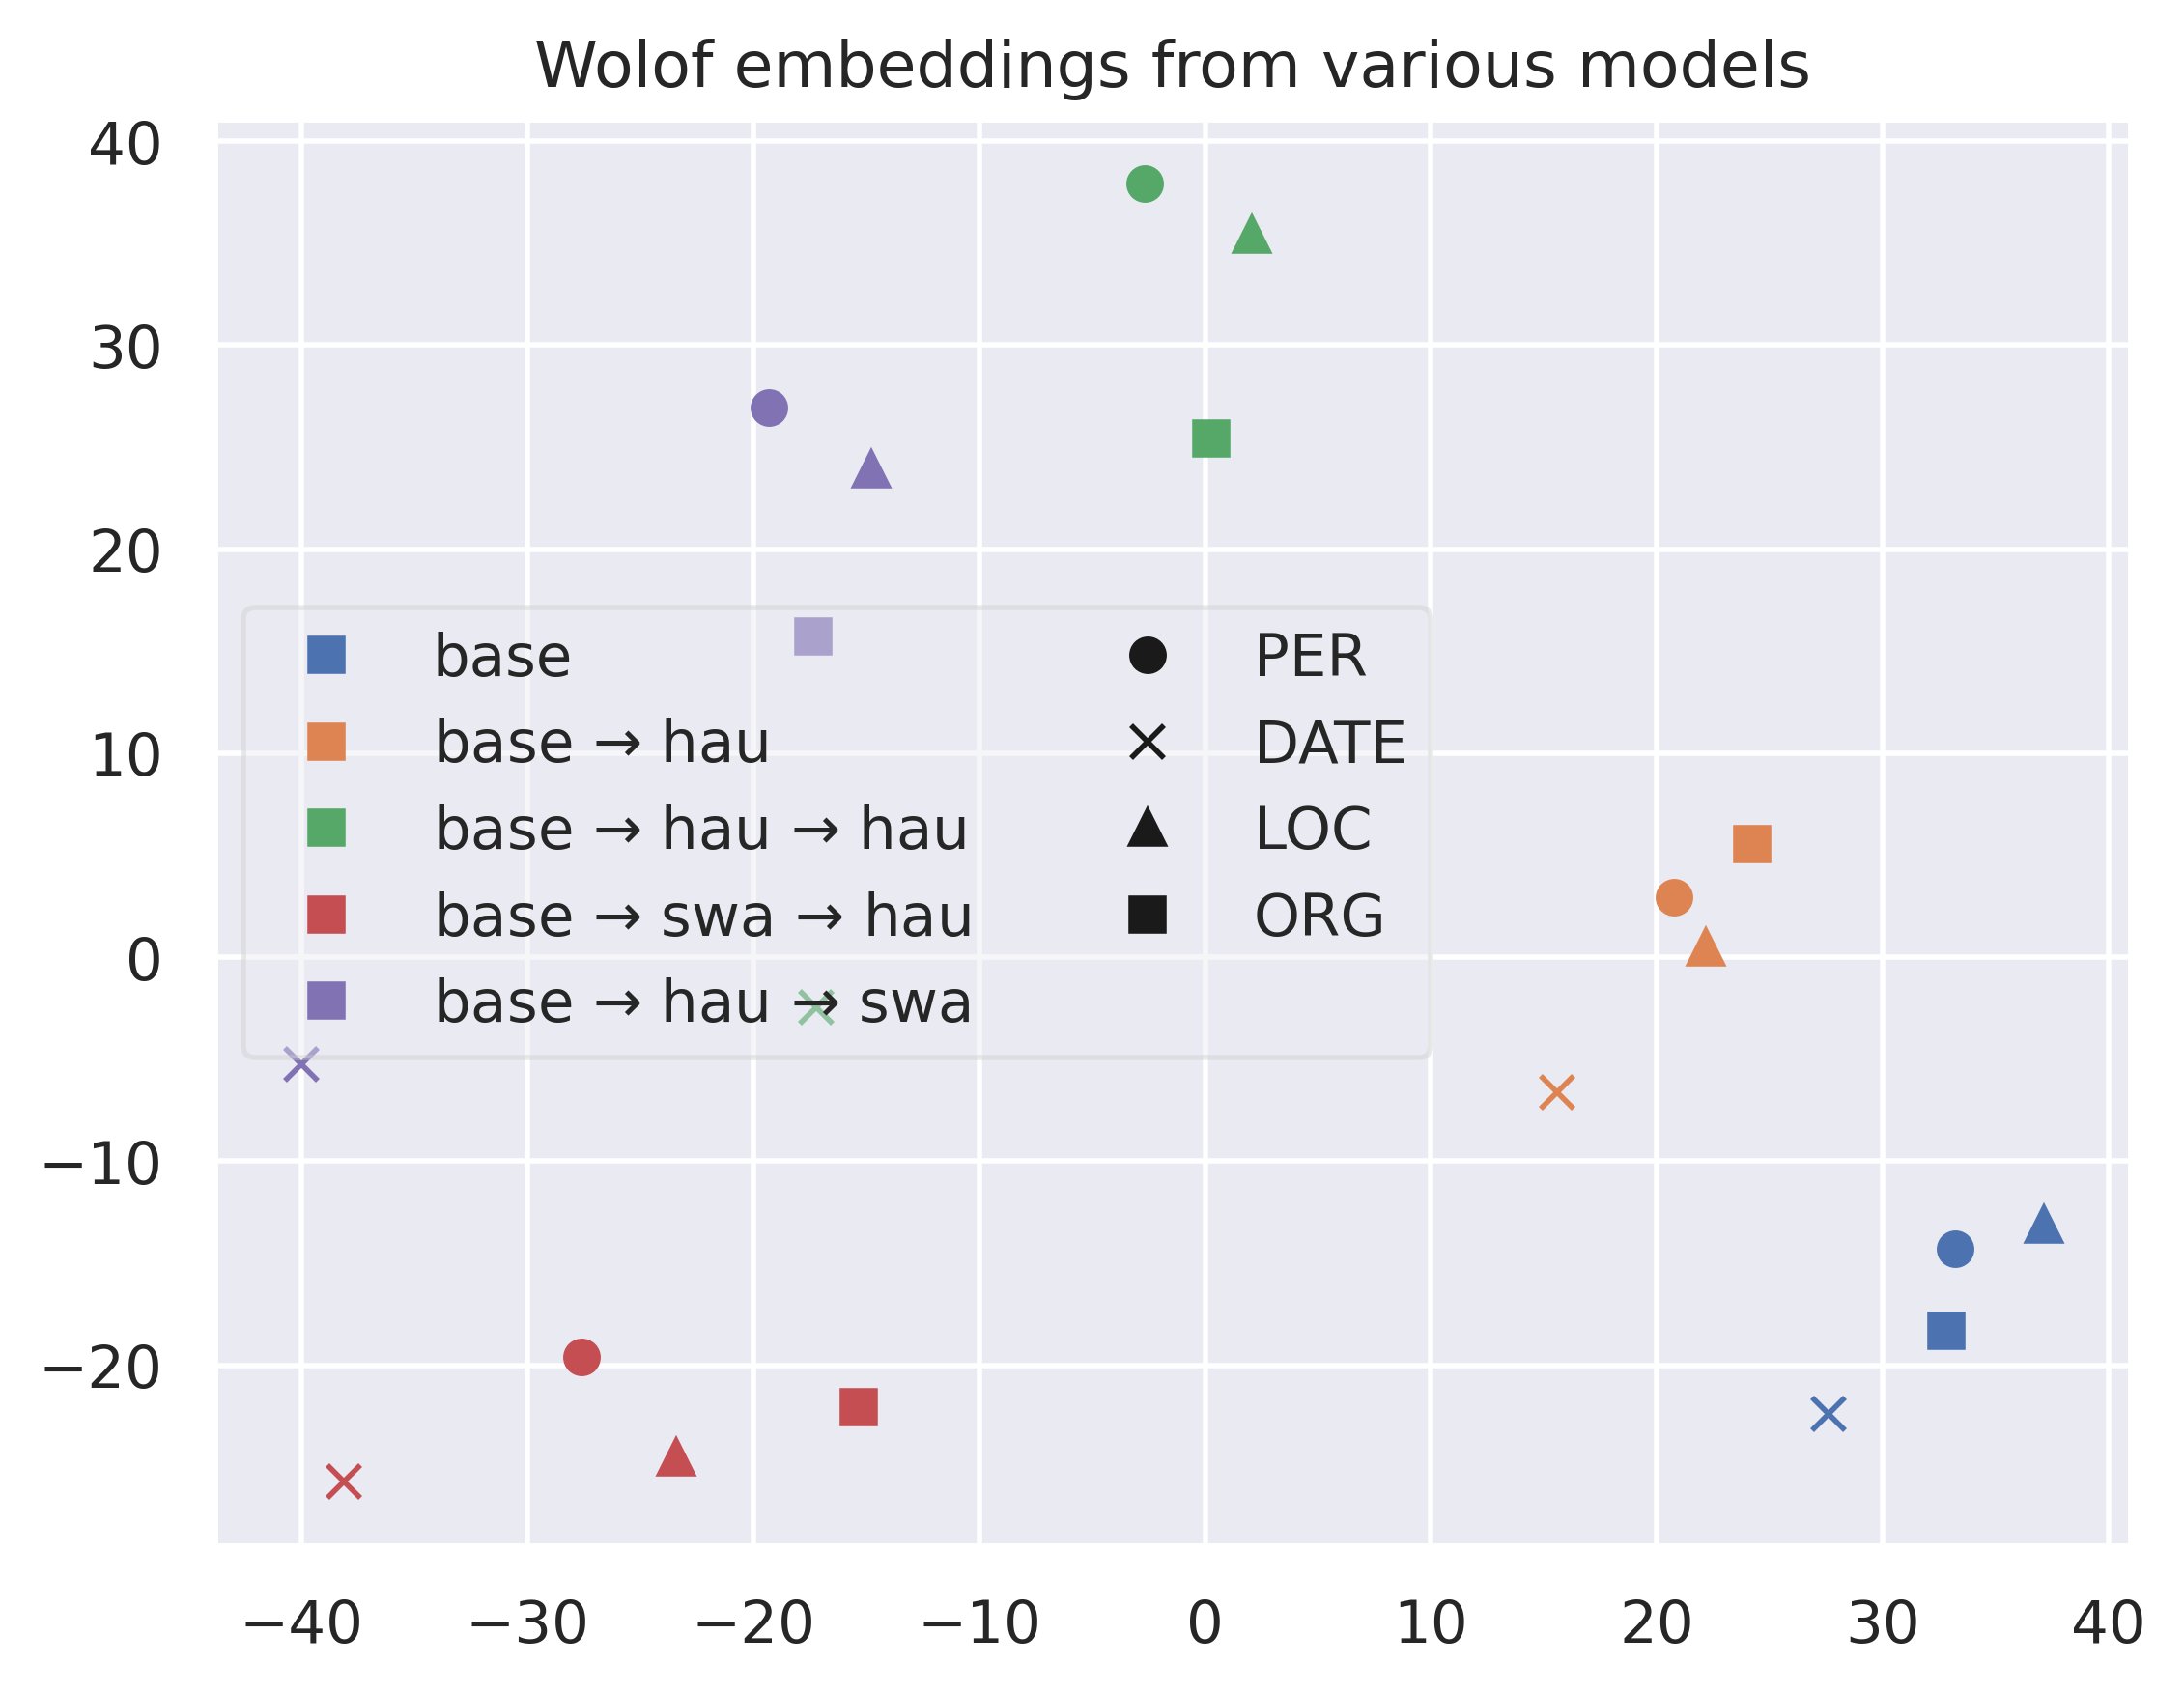 Wolof embeddings from various models
40
30
20
10
0
−10
−20
base
base → hau
base → hau → hau
base → swa → hau
base → hau → swa
PER
DATE
LOC
ORG
−40 −30 −20 −10 0 10 20 30 40